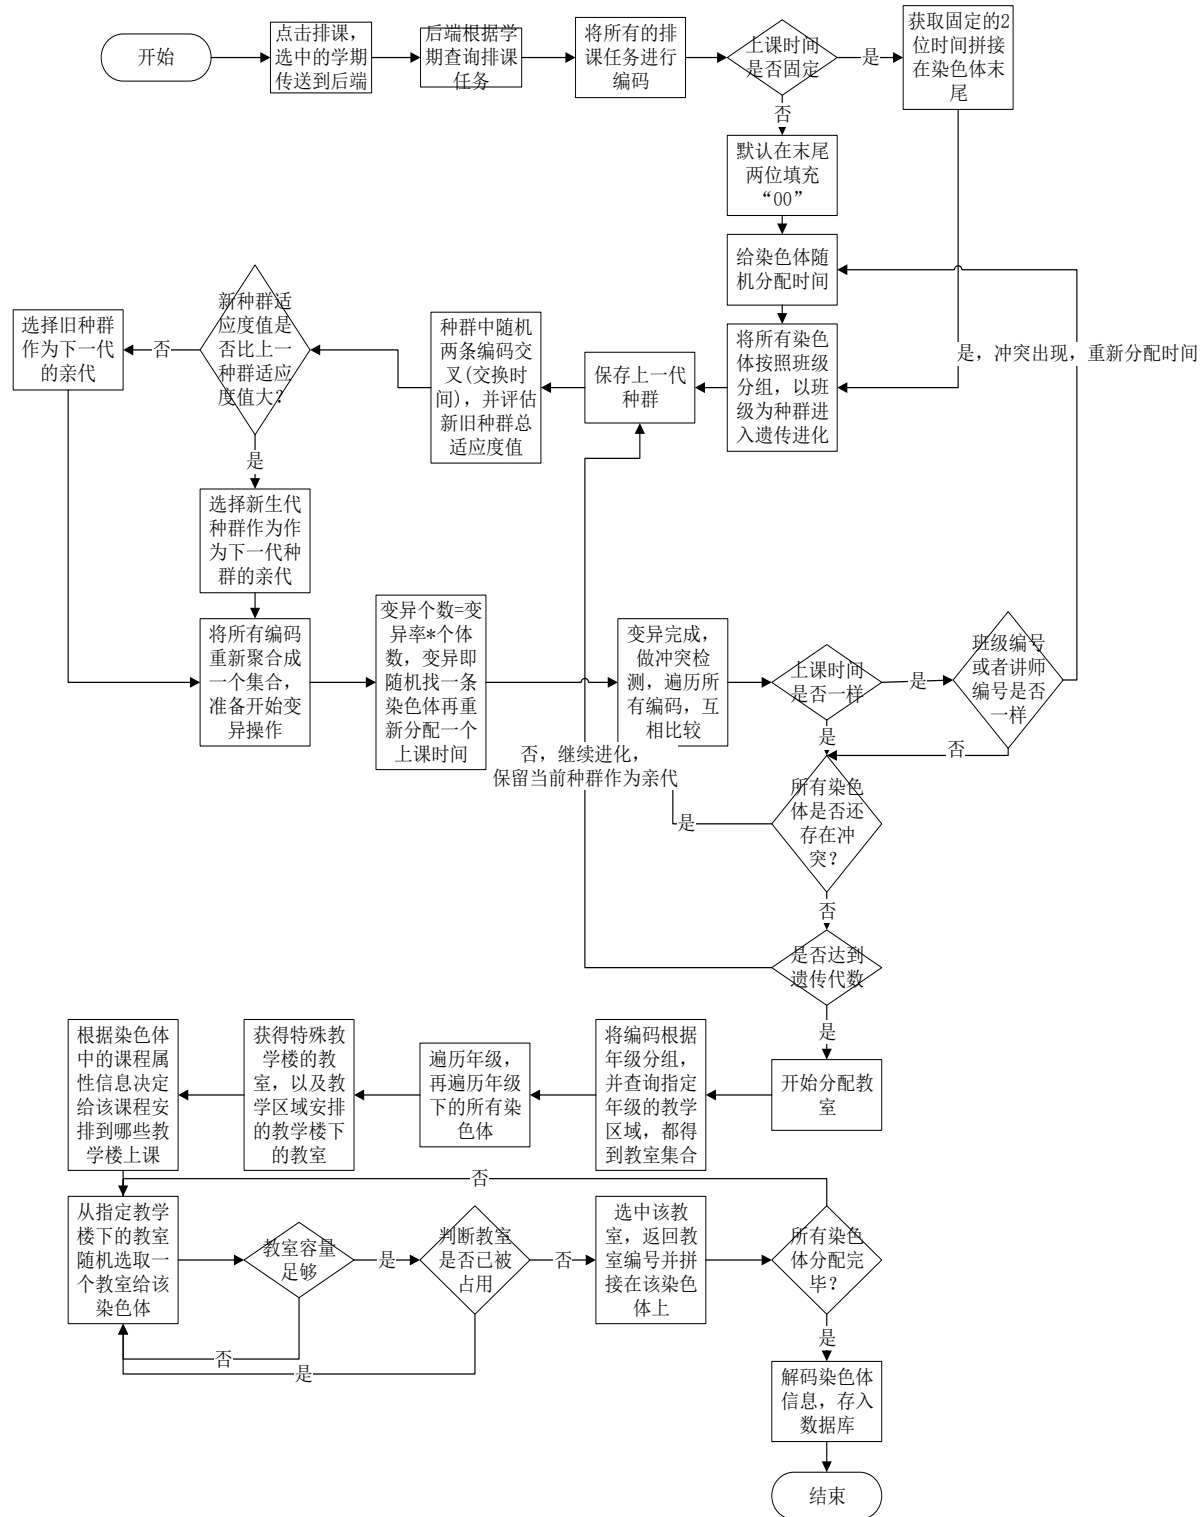 开始
点击排课，
选中的学期
传送到后端
后端根据学
期查询排课
任务
将所有的排
课任务进行
编码
上课时间
是否固定
是
获取固定的2
位时间拼接
在染色体末
尾
否
默认在末尾
两位填充
“00”
给染色体随
机分配时间
将所有染色
体按照班级
分组，以班
级为种群进
入遗传进化
是，冲突出现，重新分配时间
保存上一代
种群
种群中随机
两条编码交
叉(交换时
间)，并评估
新旧种群总
适应度值
新种群适
应度值是
否比上一
种群适应
度值大？
否
选择旧种群
作为下一代
的亲代
是
选择新生代
种群作为作
为下一代种
群的亲代
将所有编码
重新聚合成
一个集合，
准备开始变
异操作
变异个数=变
异率*个体
数，变异即
随机找一条
染色体再重
新分配一个
上课时间
变异完成，
做冲突检
测，遍历所
有编码，互
相比较
上课时间
是否一样
是
班级编号
或者讲师
编号是否
一样
是
否
否，继续进化，
保留当前种群作为亲代
所有染色
体是否还
存在冲
突？
是
否
是否达到
遗传代数
是
开始分配教
室
将编码根据
年级分组，
并查询指定
年级的教学
区域，都得
到教室集合
遍历年级，
再遍历年级
下的所有染
色体
获得特殊教
学楼的教
室，以及教
学区域安排
的教学楼下
的教室
根据染色体
中的课程属
性信息决定
给该课程安
排到哪些教
学楼上课
否
从指定教学
楼下的教室
随机选取一
个教室给该
染色体
教室容量
足够
是
判断教室
是否已被
占用
否
选中该教
室，返回教
室编号并拼
接在该染色
体上
所有染色
体分配完
毕？
否
是
是
解码染色体
信息，存入
数据库
结束